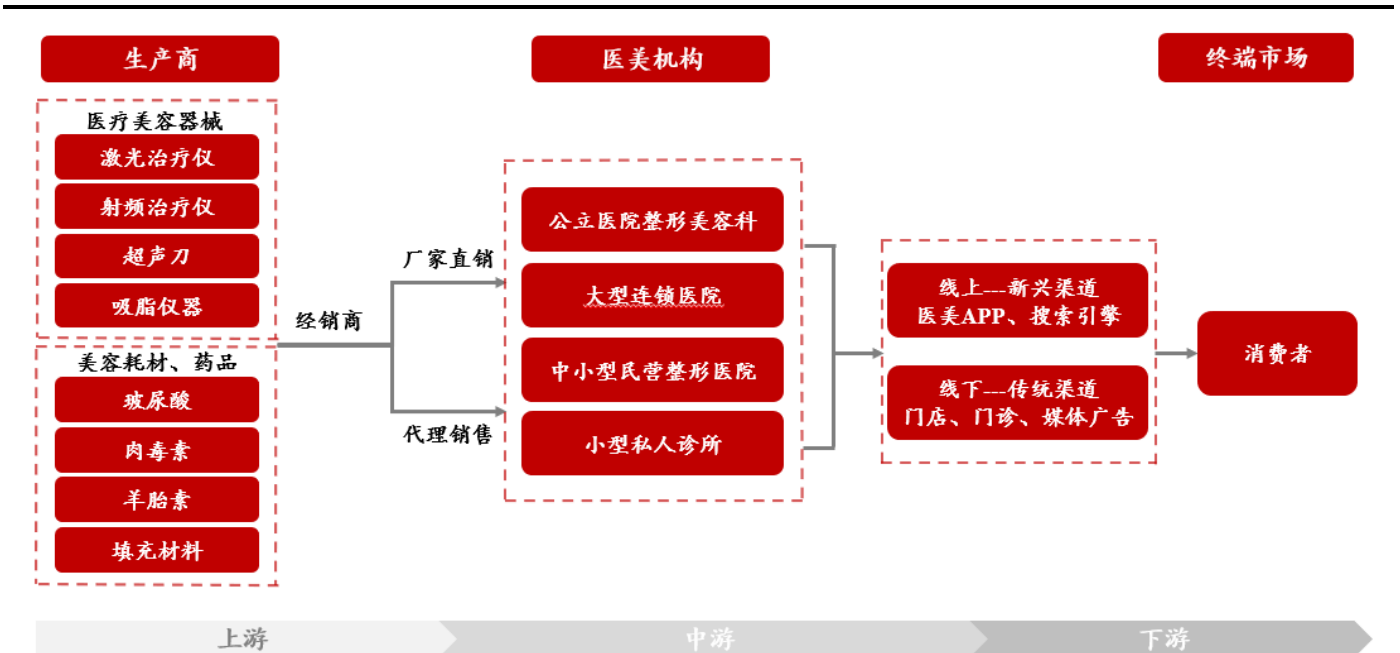 生产商
医疗美容器械
激光治疗仪
射频治疗仪
超声刀
吸脂仪器
美容耗材、药品
玻尿酸
肉毒素
羊胎素
填充材料
经销商
厂家直销
代理销售
医美机构
公立医院整形美容科
大型连锁医院
中小型民营整形医院
小型私人诊所
终端市场
线上---新兴渠道
医美APP、搜索引擎
线下---传统渠道
门店、门诊、媒体广告
消费者
上游
中游
下游